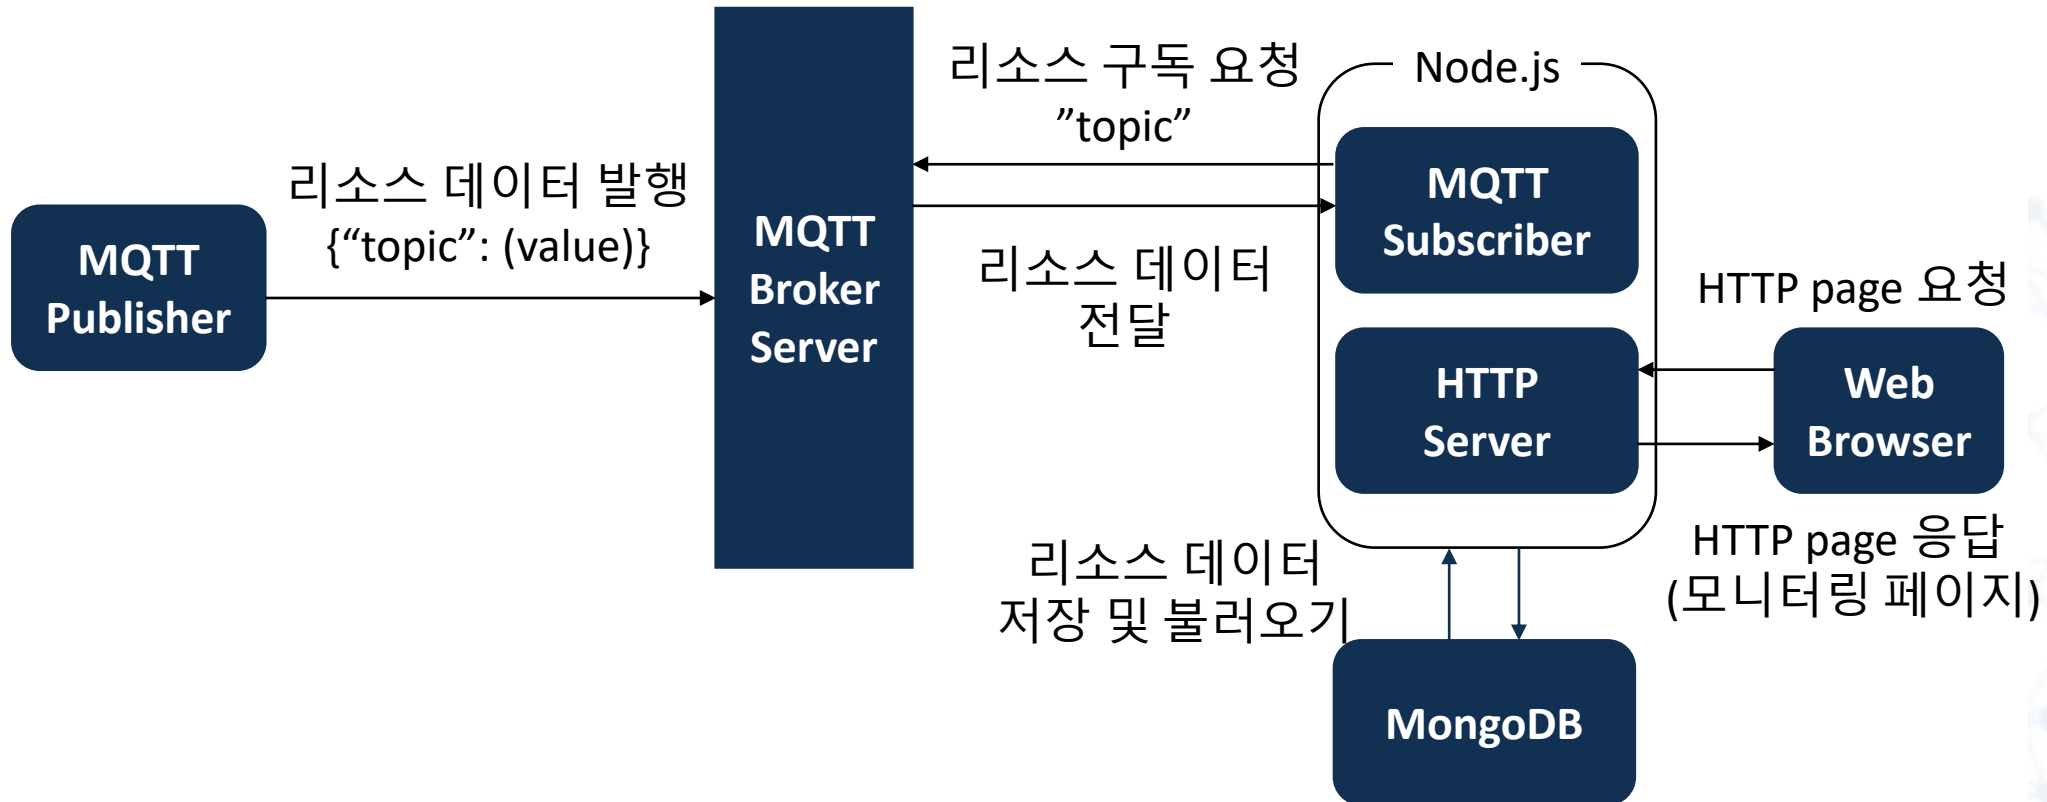 리소스 구독 요청
”topic”
Node.js
리소스 데이터 발행
{“topic”: (value)}
MQTT
Publisher
MQTT
Broker
Server
MQTT
Subscriber
리소스 데이터
전달
HTTP page 요청
HTTP
Server
Web
Browser
HTTP page 응답
(모니터링 페이지)
리소스 데이터
저장 및 불러오기
MongoDB